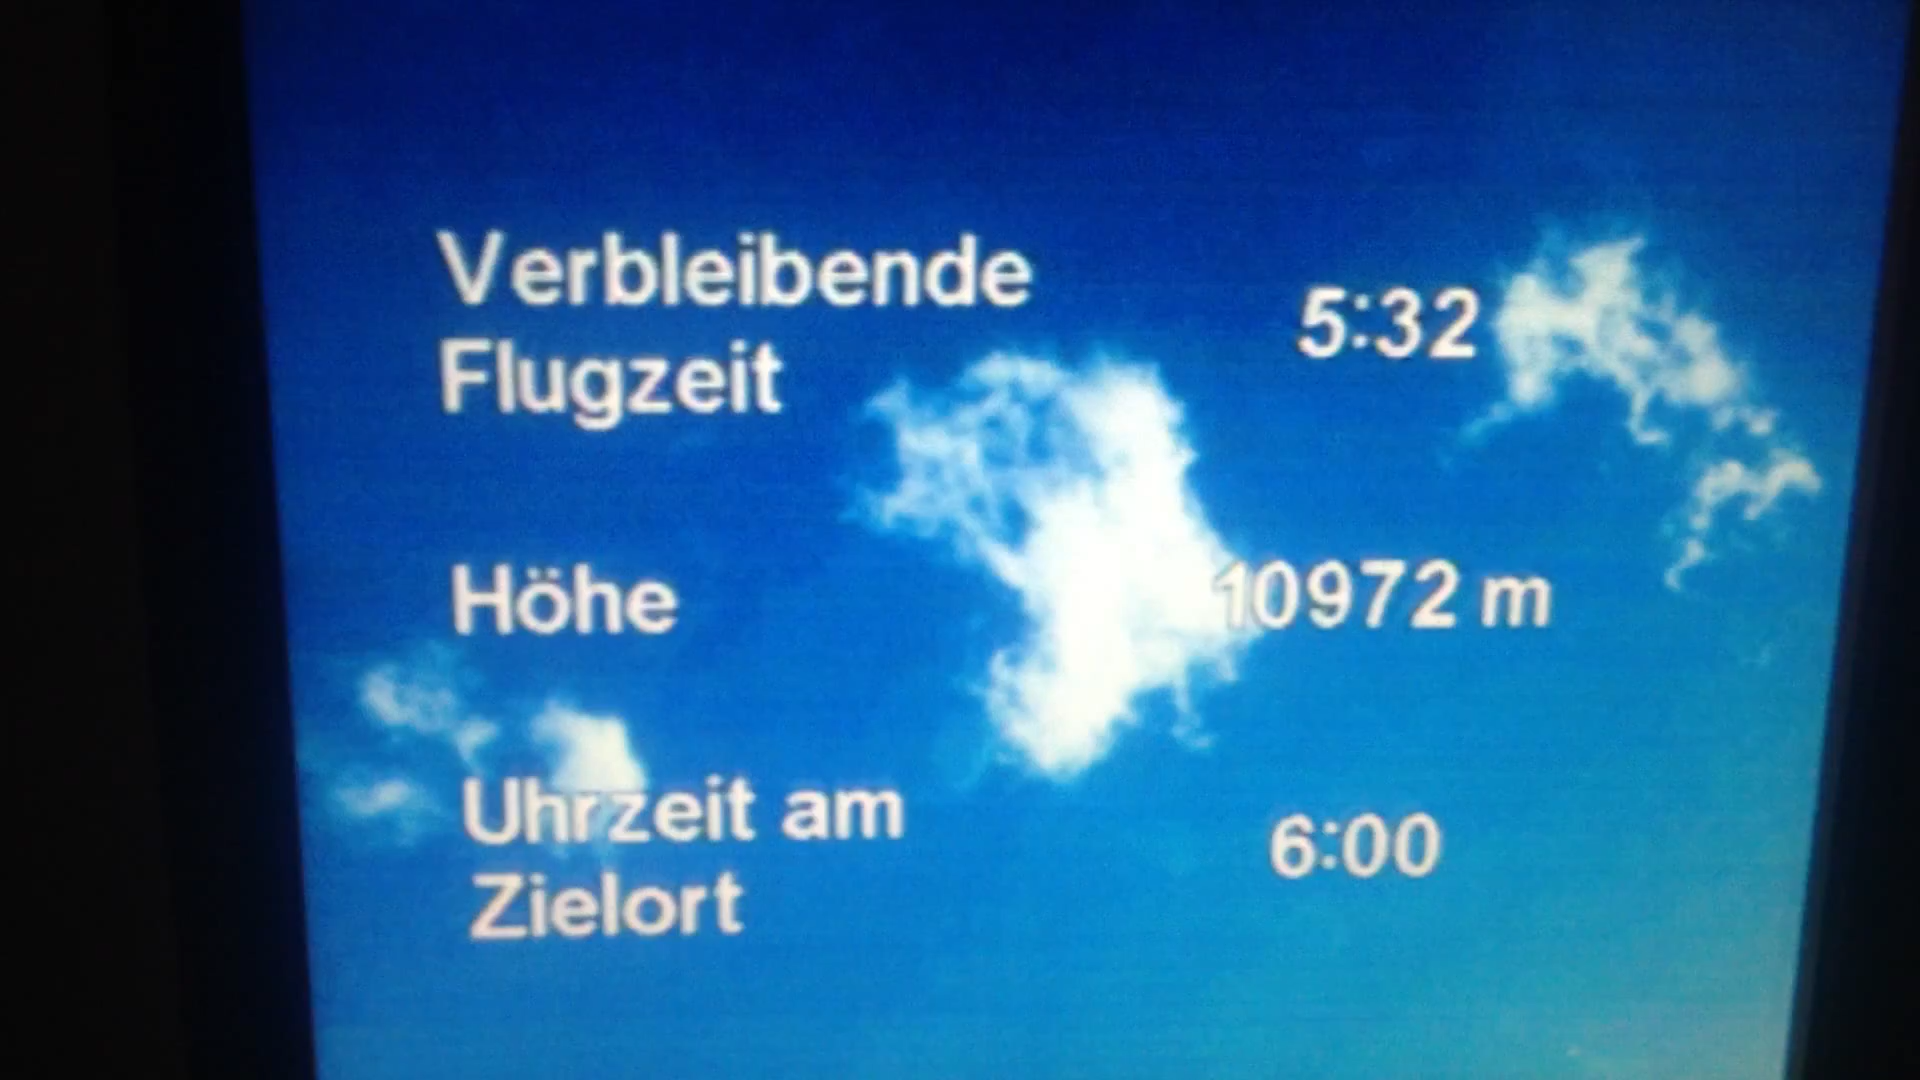 Verbleibende
Flugzeit 5:32
Höhe 10972 m
Uhrzeit am
Zielort 6:00